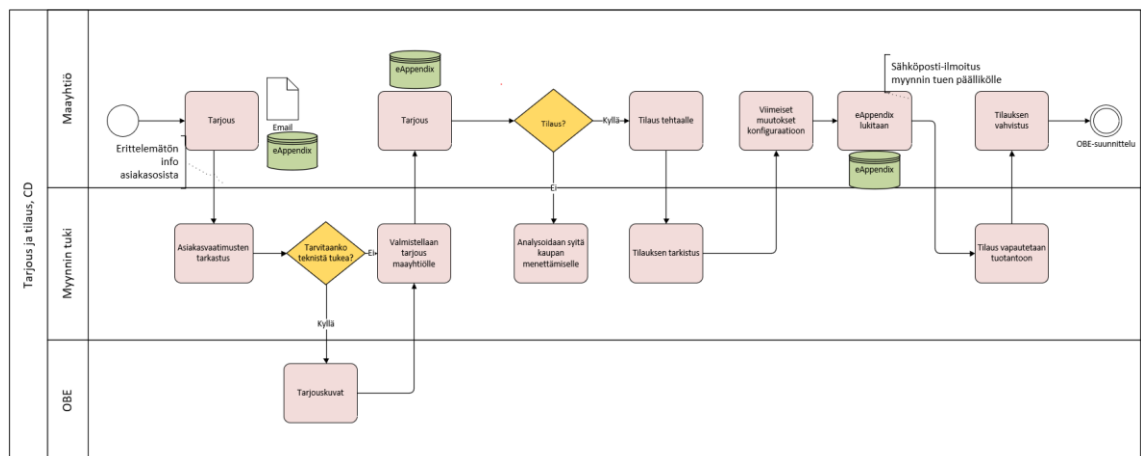 Tarjous ja tilaus, CD
Maayhtiö
Tarjous
Email
eAppendix
Erittelemätön
info
asiakasosista
eAppendix
Tarjous
Tilaus?
Kyllä
Ei
Tilaus tehtaalle
Viimeiset
muutokset
konfiguraatioon
Sähköposti-ilmoitus
myynnin tuen päällikölle
eAppendix
lukitaan
eAppendix
Tilauksen
vahvistus
OBE-suunnittelu
Myynnin tuki
Asiakasvaatimusten
tarkastus
Tarvitaanko
teknistä tukea?
Ei
Kyllä
Valmistellaan
tarjous
maayhtiölle
Analysoidaan syitä
kaupan
menettämiselle
Tilauksen tarkistus
Tilaus vapautetaan
tuotantoon
OBE
Tarjouskuvat